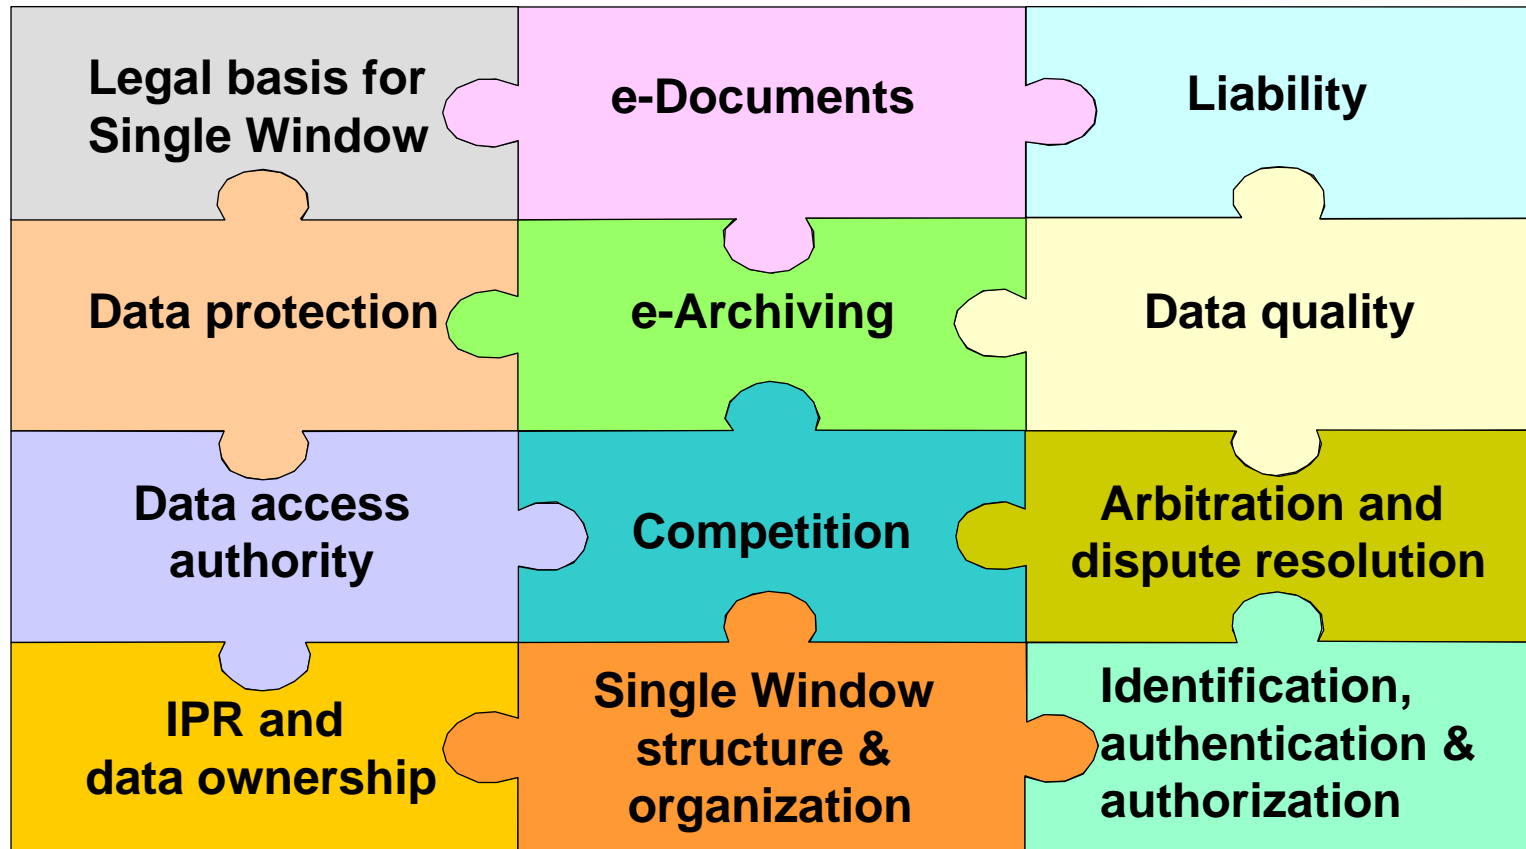 Legal basis for
Single Window
e-Documents
Liability
Data protection
e-Archiving
Data quality
Data access
authority
Competition
Arbitration and
dispute resolution
IPR and
data ownership
Single Window
structure &
organization
Identification,
authentication &
authorization